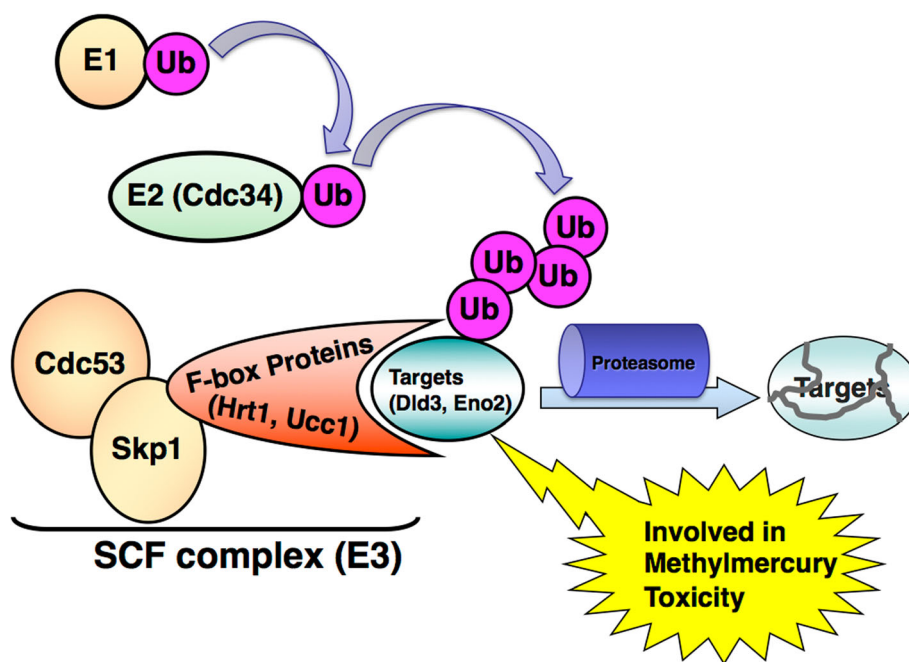 E1
Ub
E2 (Cdc34)
Ub
Ub
Ub
Ub
Ub
Cdc53
Skp1
F-box Proteins
(Hrt1, Ucc1)
Targets
(Dld3, Eno2)
Proteasome
Targets
SCF complex (E3)
Involved in
Methylmercury
Toxicity